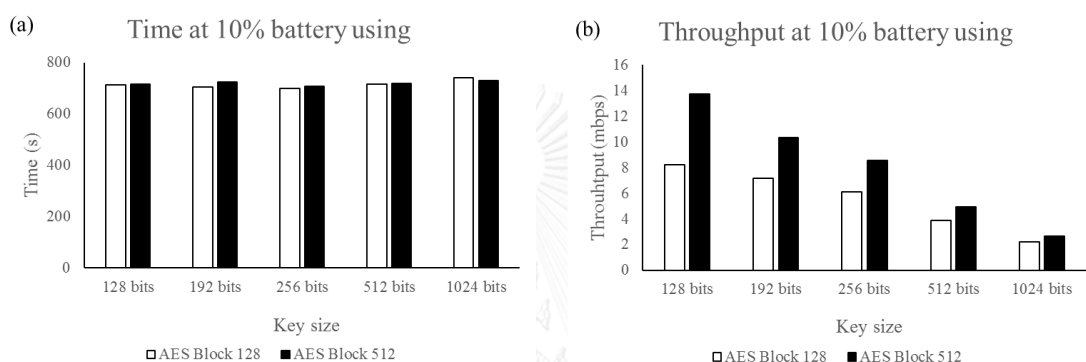 (a)
Time at 10% battery using
Time (s)
800
600
400
200
0
128 bits
192 bits
256 bits
512 bits
1024 bits
Key size
AES Block 128
AES Block 512
(b)
Throughput at 10% battery using
Throuhtput (mbps)
16
14
12
10
8
6
4
2
0
128 bits
192 bits
256 bits
512 bits
1024 bits
Key size
AES Block 128
AES Block 512